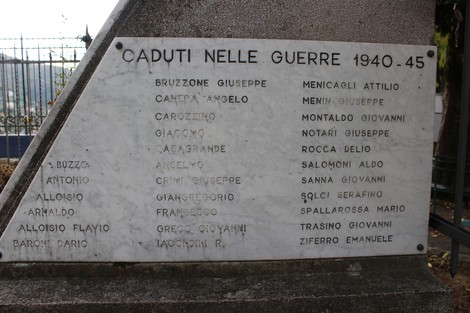 CADUTI NELLE GUERRE 1940-45
BUZZO
ANTONIO
ALLOISIO
ARNALDO
ALLOISIO FLAVIO
BARONI DARIO
BRUZZONE GIUSEPPE
CANEPA ANGELO
CAROZZINO
GIACOMO
CASAGRANDE
ANSELMO
CRIMI GIUSEPPE
GIANGREGORIO
FRANCESCO
GRECO GIOVANNI
R.
MENICAGLI ATTILIO
MENIN GIUSEPPE
MONTALDO GIOVANNI
NOTARI GIUSEPPE
ROCCA DELIO
SALOMONI ALDO
SANNA GIOVANNI
SOLCI SERAFINO
SPALLAROSSA MARIO
TRASINO GIOVANNI
ZIFERRO EMANUELE